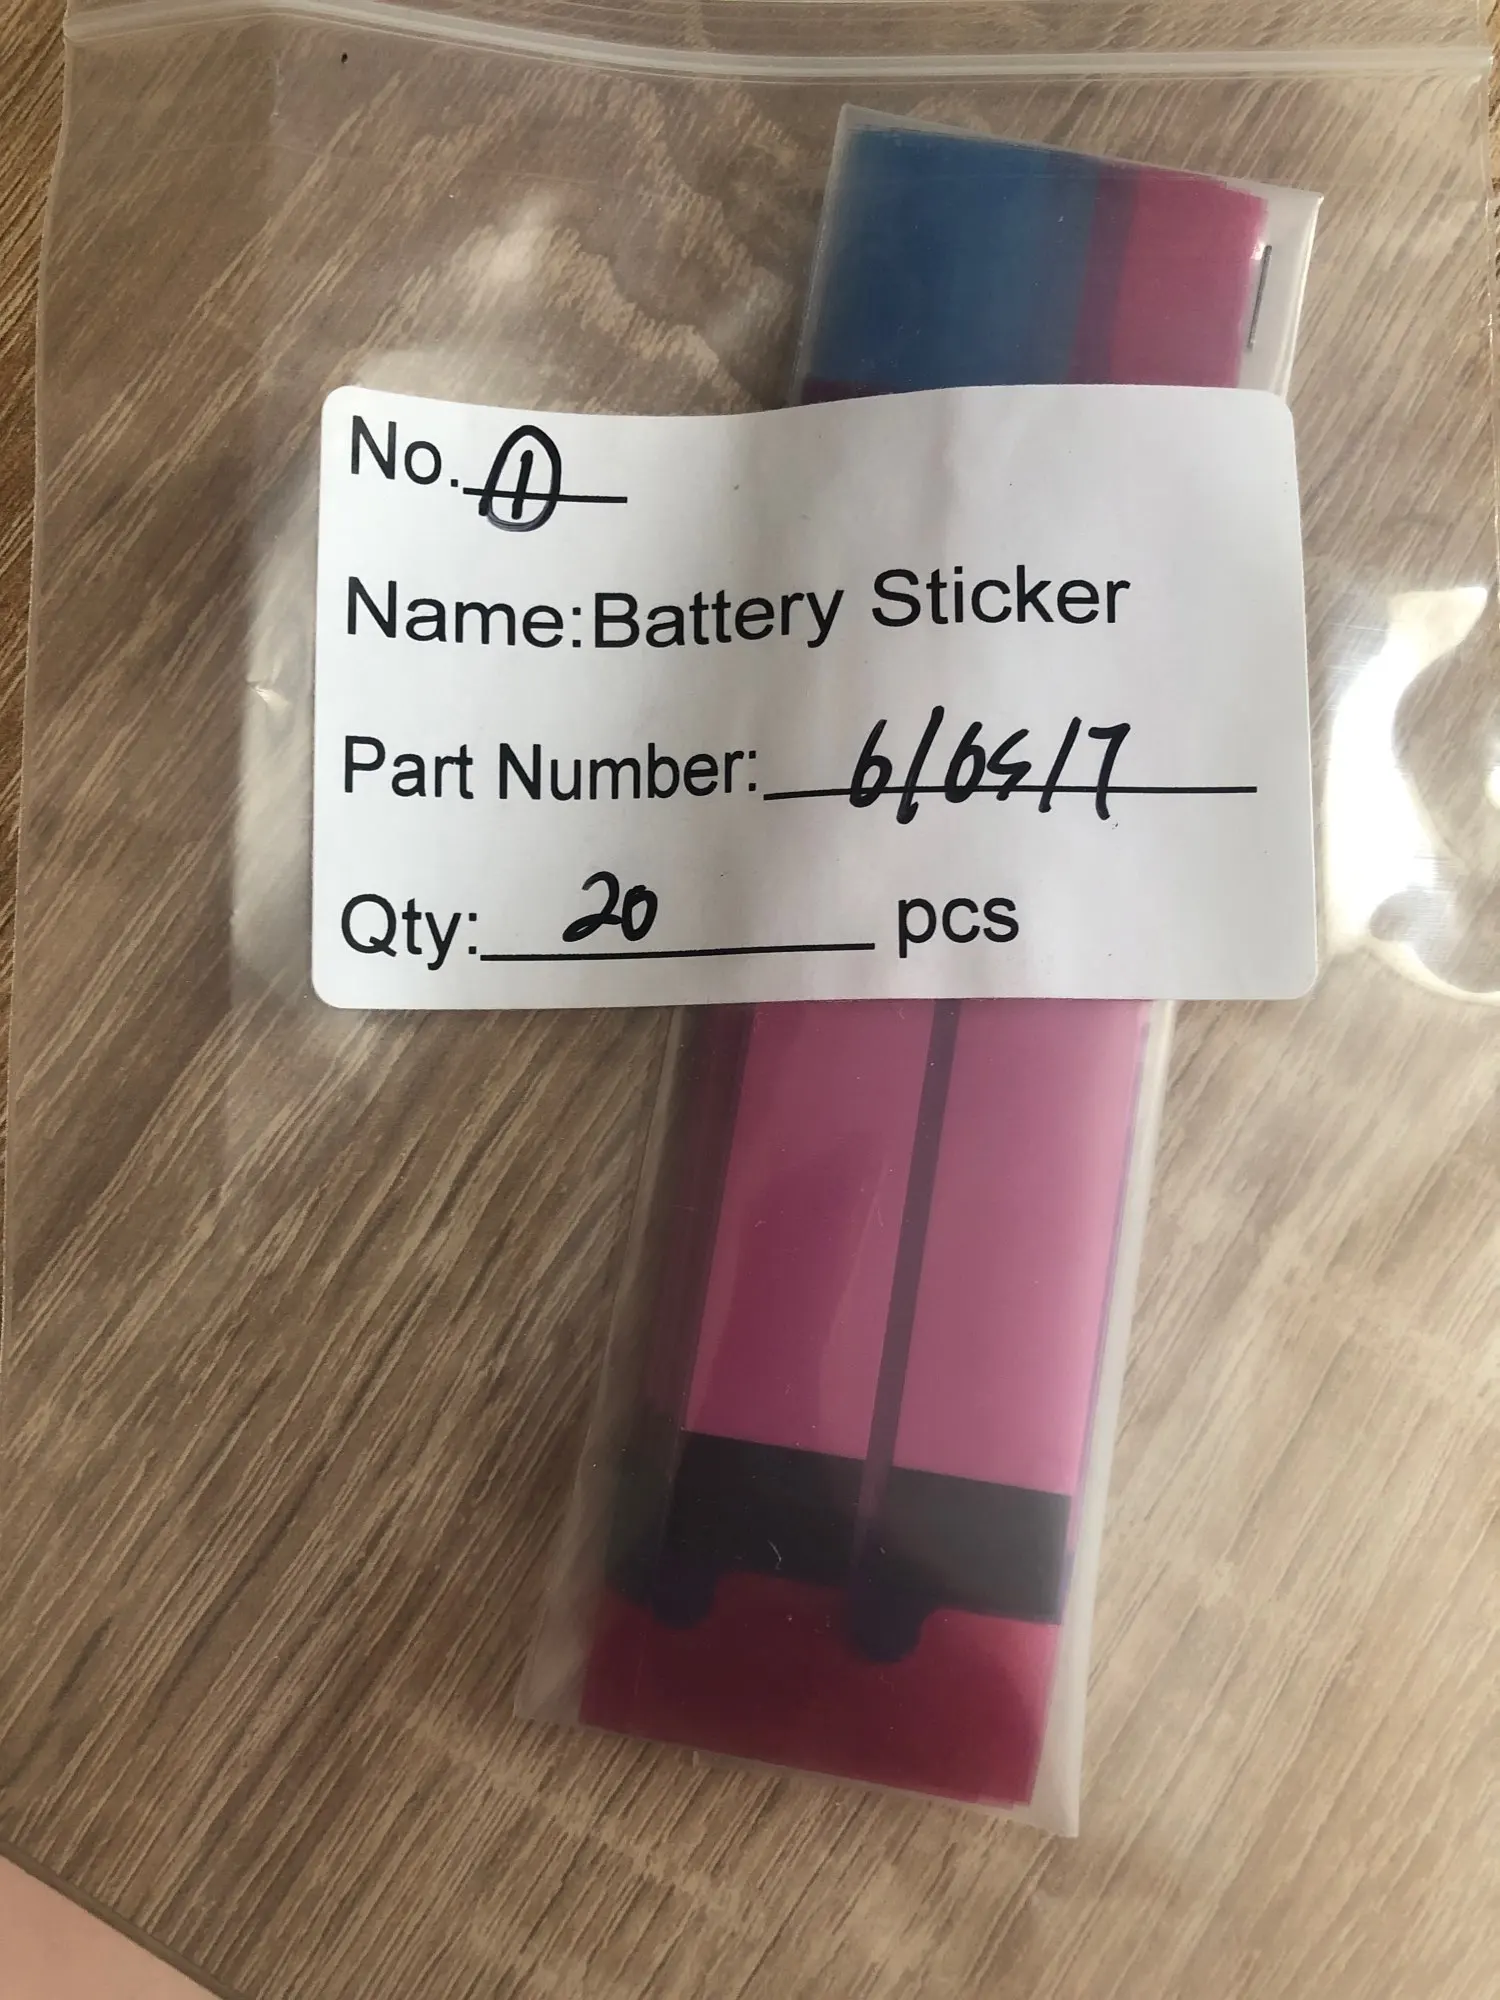 No. ①
Name:Battery Sticker
Part Number: 6/6S/7
Qty: 20 pcs